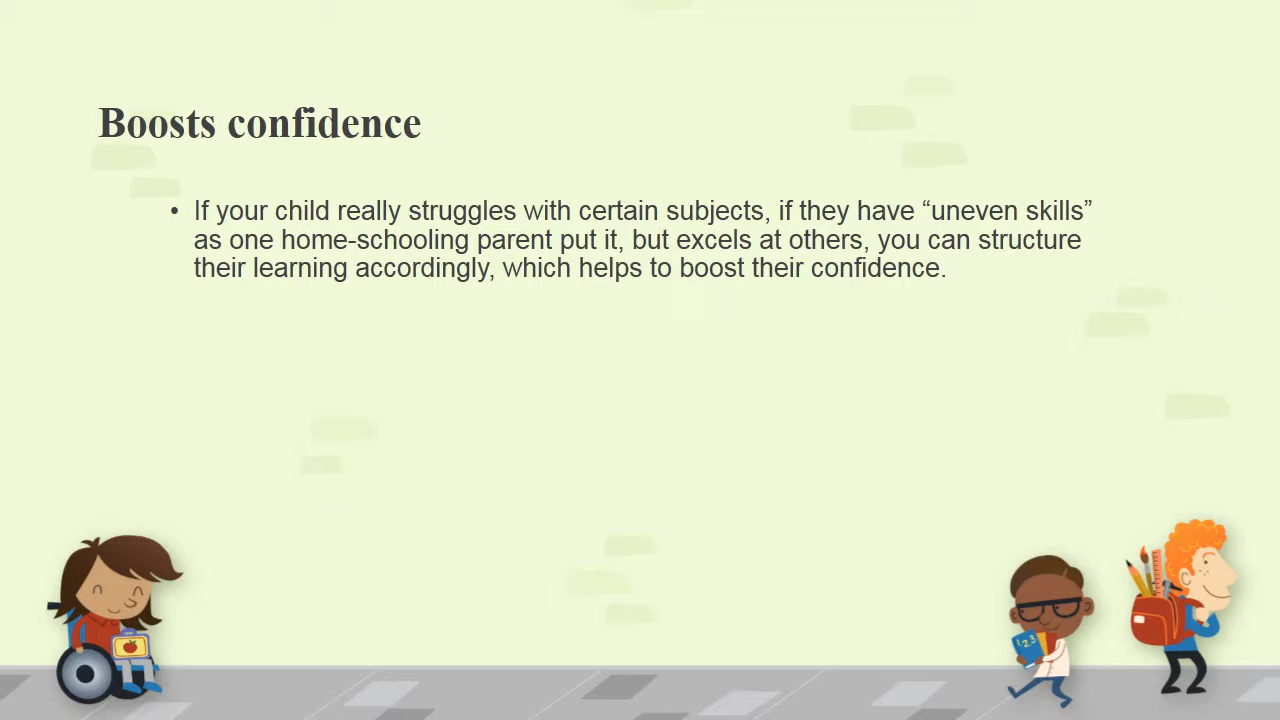 Boosts confidence
• If your child really struggles with certain subjects, if they have “uneven skills”
as one home-schooling parent put it, but excels at others, you can structure
their learning accordingly, which helps to boost their confidence.
123